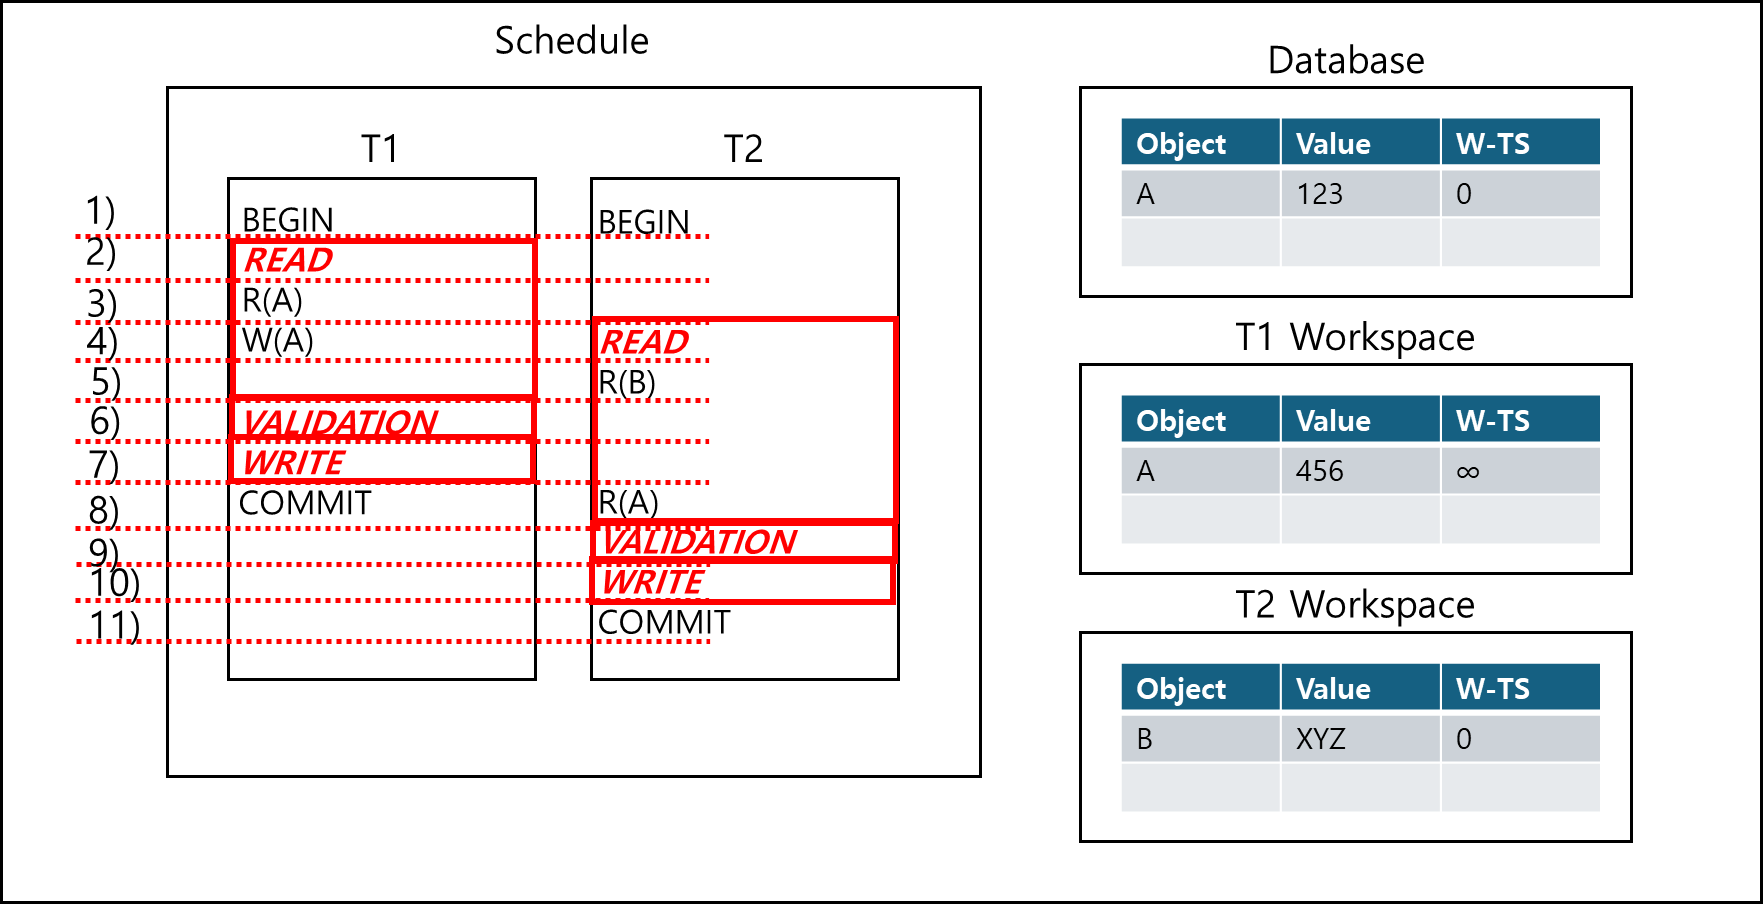 Schedule
T1
T2
1)
BEGIN
BEGIN
2)
READ
3)
R(A)
4)
W(A)
READ
5)
R(B)
6)
VALIDATION
7)
WRITE
8)
COMMIT
R(A)
9)
VALIDATION
10)
WRITE
11)
COMMIT
Database
Object Value W-TS
A 123 0
T1 Workspace
Object Value W-TS
A 456 ∞
T2 Workspace
Object Value W-TS
B XYZ 0